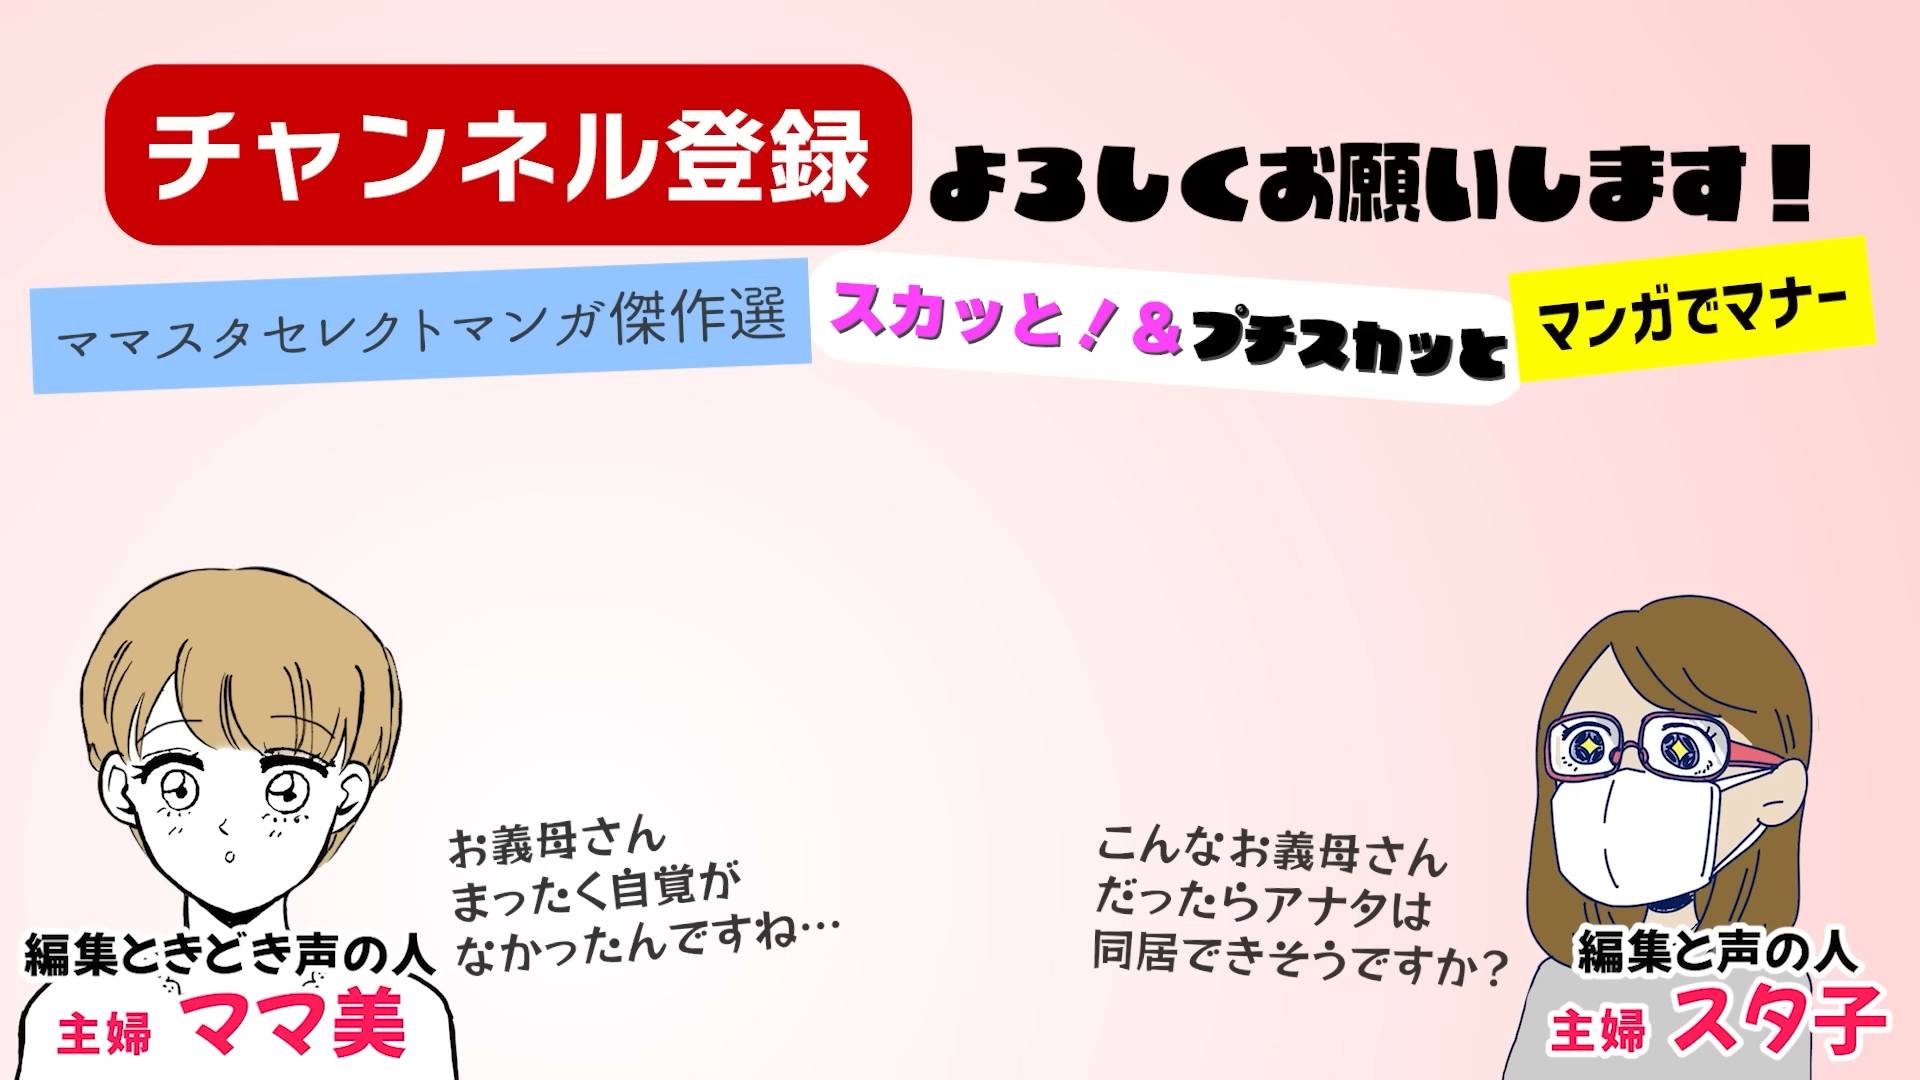 チャンネル登録 よろしくお願いします!
ママスタセレクトマンガ傑作選 スカッと!&プチスカッと マンガでマナー
お義母さん
まったく自覚が
なかったんですね…
こんなお義母さん
だったらアナタは
同居できそうですか?
編集ときどき声の人
主婦 ママ美
編集と声の人
主婦 スタ子